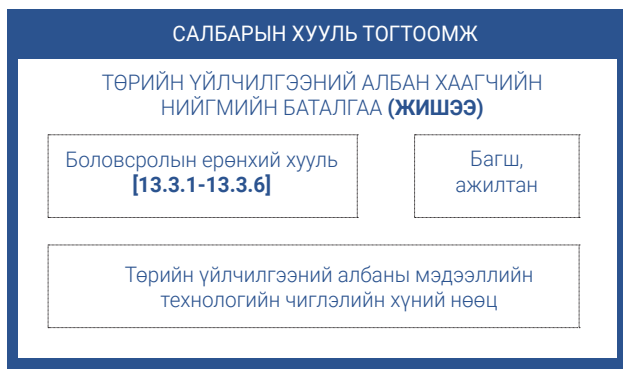 САЛБАРЫН ХУУЛЬ ТОГТООМЖ
ТӨРИЙН ҮЙЛЧИЛГЭЭНИЙ АЛБАН ХААГЧИЙН
НИЙГМИЙН БАТАЛГАА (ЖИШЭЭ)
Боловсролын ерөнхий хууль
[13.3.1-13.3.6]
Багш,
ажилтан
Төрийн үйлчилгээний албаны мэдээллийн
технологийн чиглэлийн хүний нөөц